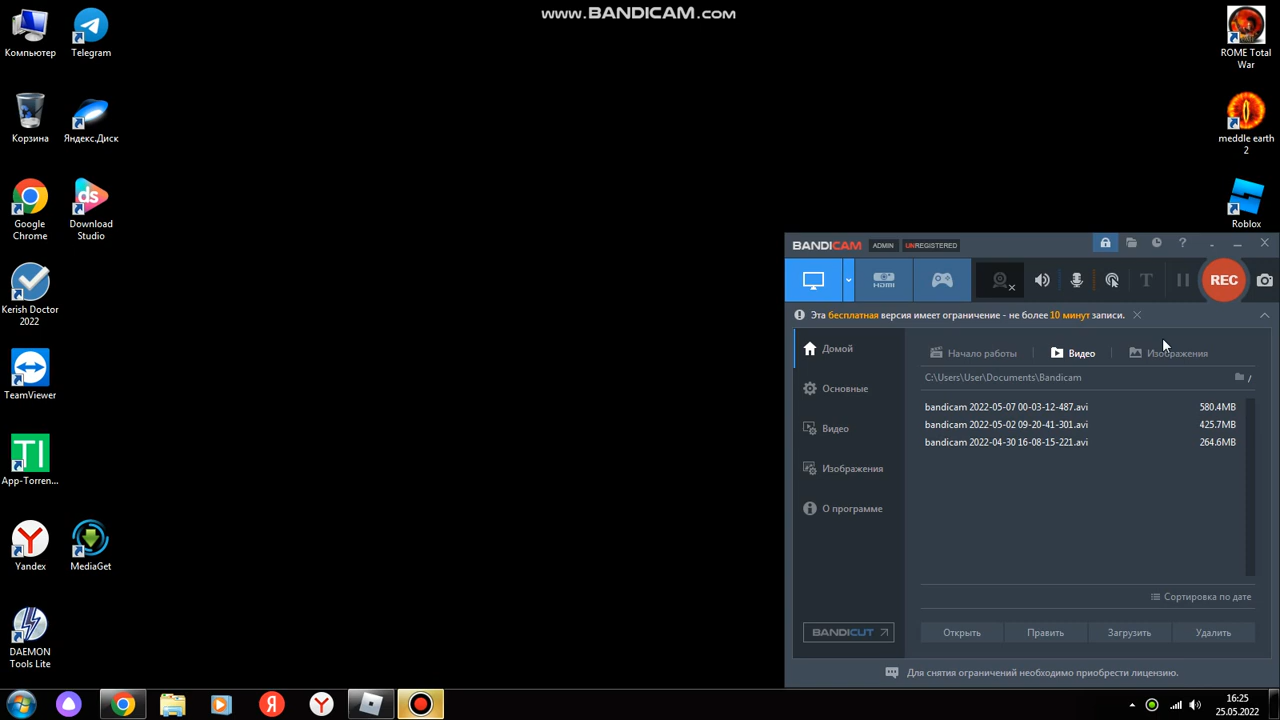 www.BANDICAM.com
Компьютер
Telegram
Корзина
Яндекс.Диск
Google
Chrome
Download
Studio
Kerish Doctor
2022
TeamViewer
App-Torren...
Yandex
MediaGet
DAEMON
Tools Lite
ROME Total
War
meddle earth
2
Roblox
BANDICAM ADMIN UNREGISTERED
HDMI
REC
Эта бесплатная версия имеет ограничение - не более 10 минут записи.
Домой
Основные
Видео
Изображения
О программе
BANDICUT
Начало работы
Видео
Изображения
C:\Users\User\Documents\Bandicam
bandicam 2022-05-07 00-03-12-487.avi 580.4MB
bandicam 2022-05-02 09-20-41-301.avi 425.7MB
bandicam 2022-04-30 16-08-15-221.avi 264.6MB
Сортировка по дате
Открыть Править Загрузить Удалить
Для снятия ограничений необходимо приобрести лицензию.
16:25
25.05.2022